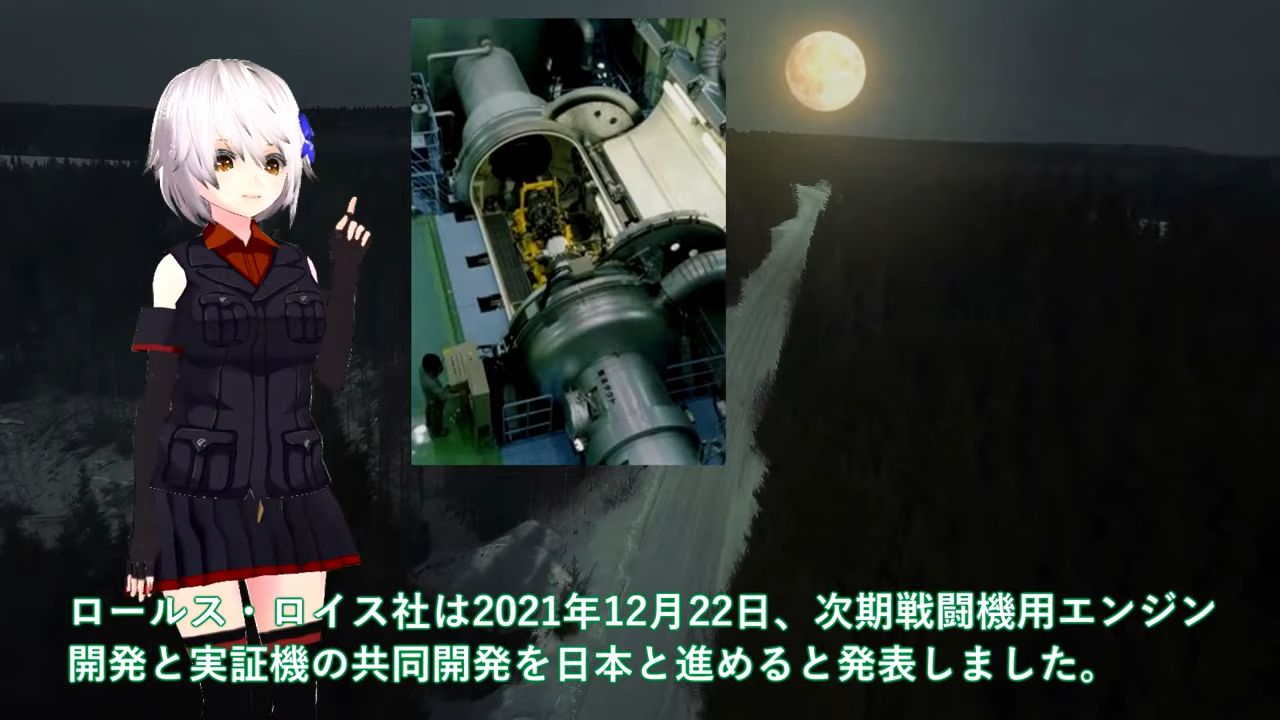 ロールス・ロイス社は2021年12月22日、次期戦闘機用エンジン
開発と実証機の共同開発を日本と進めると発表しました。